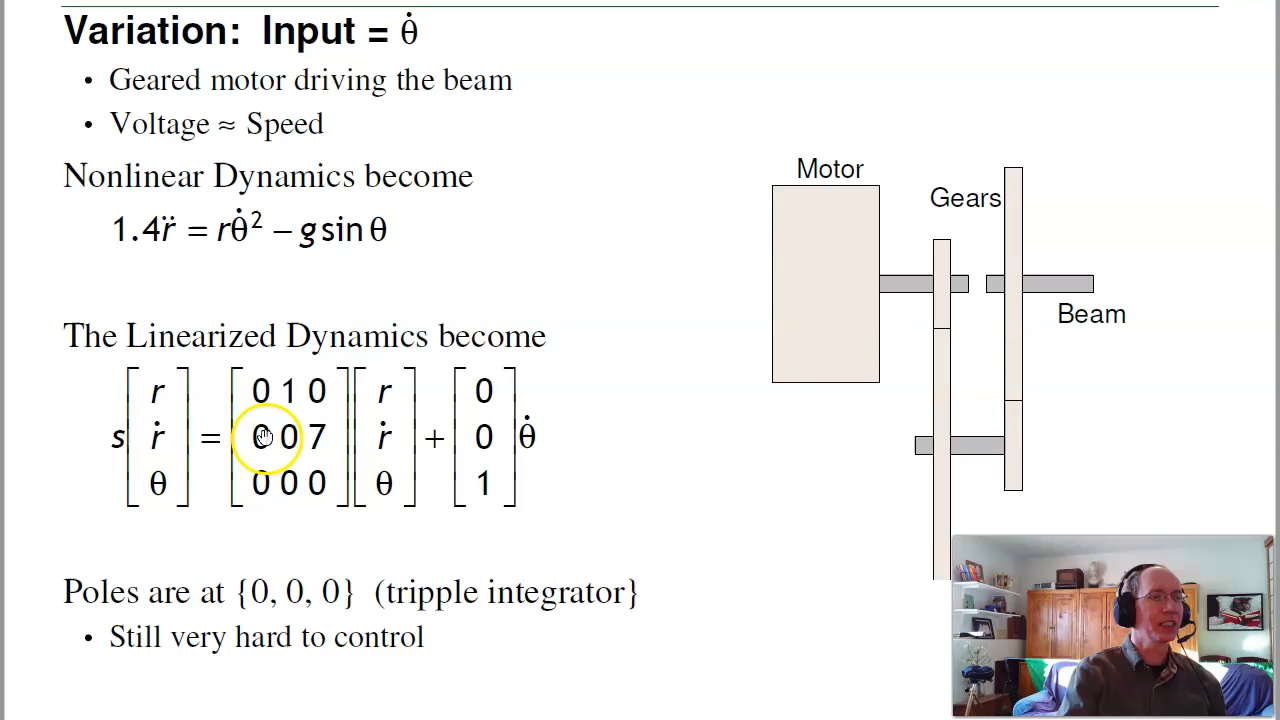 Variation: Input = θ̇
• Geared motor driving the beam
• Voltage ≈ Speed
Nonlinear Dynamics become
1.4r̈ = rθ̇² − g sin θ
The Linearized Dynamics become
s [ r ; ṙ ; θ ] = [ 0 1 0 ; 0 0 7 ; 0 0 0 ] [ r ; ṙ ; θ ] + [ 0 ; 0 ; 1 ] θ̇
Poles are at {0, 0, 0} (tripple integrator}
• Still very hard to control
Motor
Gears
Beam